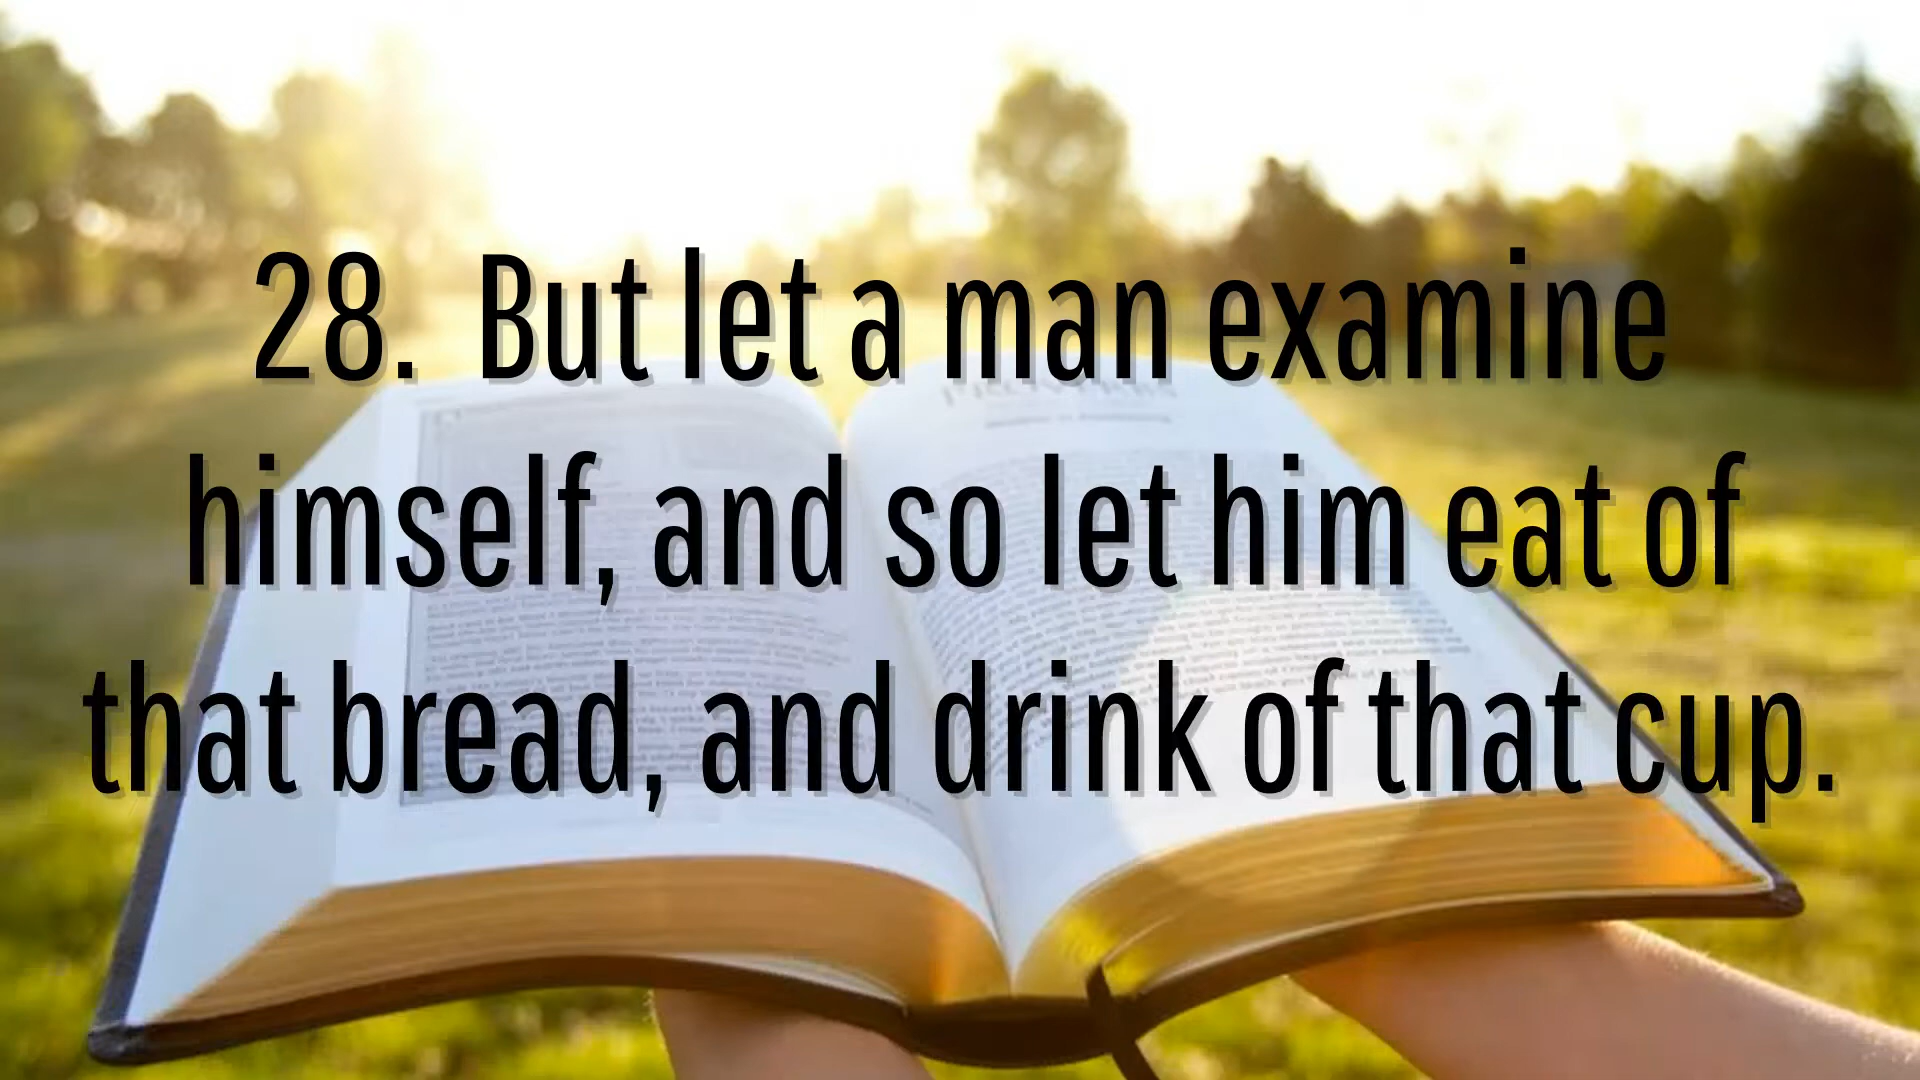 28. But let a man examine
himself, and so let him eat of
that bread, and drink of that cup.